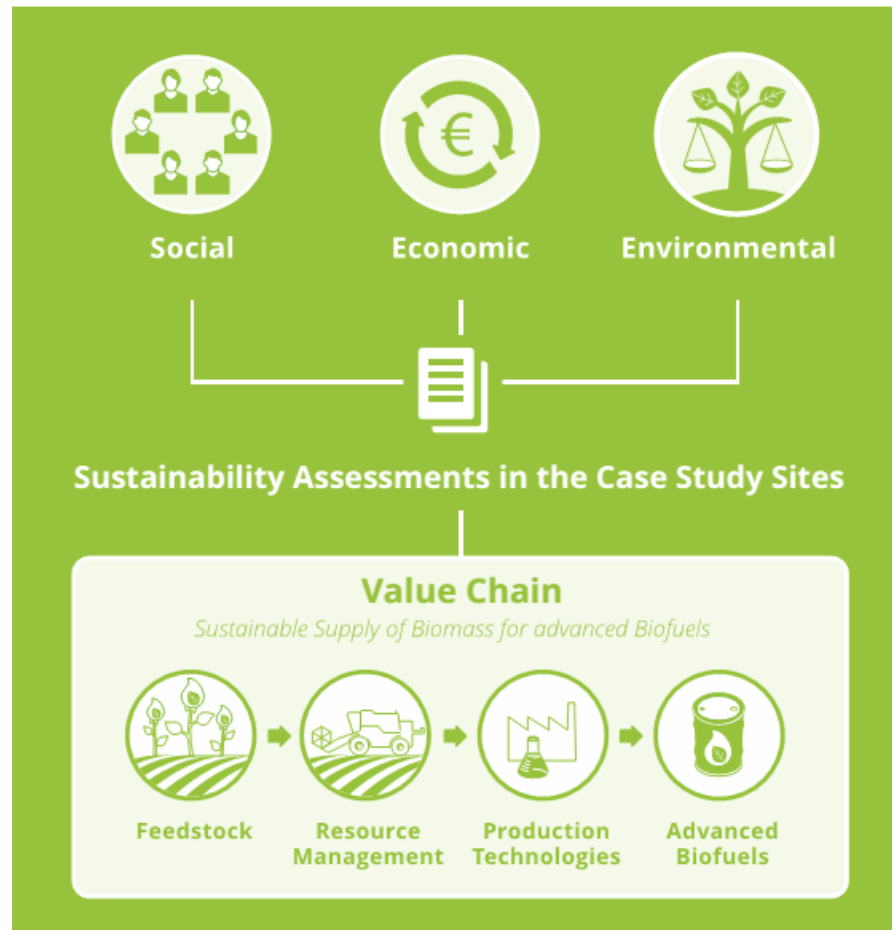 €
Social
Economic
Environmental
Sustainability Assessments in the Case Study Sites
Value Chain
Sustainable Supply of Biomass for advanced Biofuels
Feedstock
Resource
Management
Production
Technologies
Advanced
Biofuels